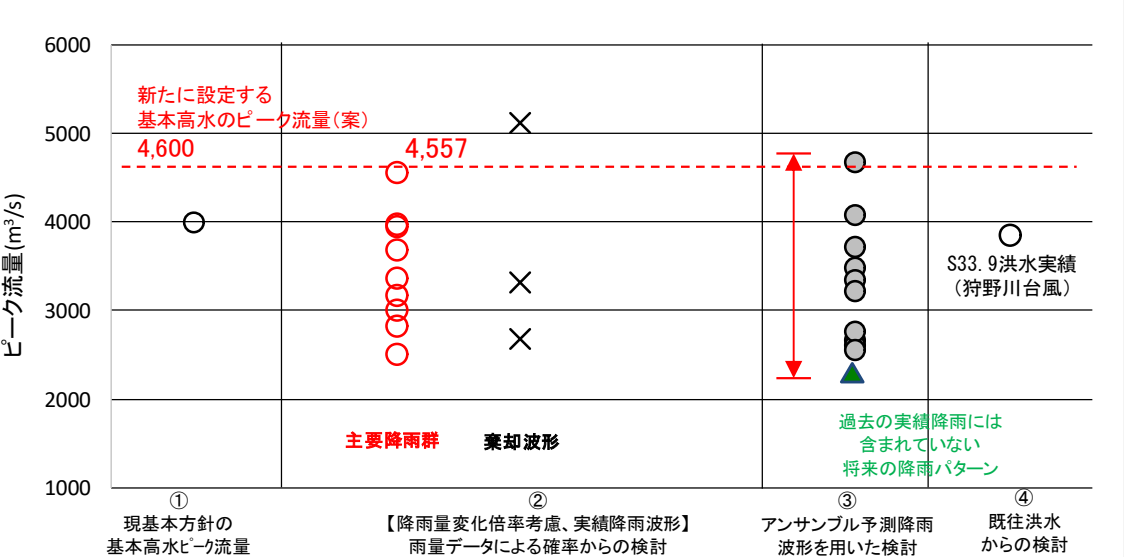 6000
5000
4000
3000
2000
1000
ピーク流量(m³/s)
新たに設定する
基本高水のピーク流量(案)
4,600
4,557
主要降雨群
棄却波形
過去の実績降雨には
含まれていない
将来の降雨パターン
S33.9洪水実績
(狩野川台風)
①
現基本方針の
基本高水ピーク流量
②
【降雨量変化倍率考慮、実績降雨波形】
雨量データによる確率からの検討
③
アンサンブル予測降雨
波形を用いた検討
④
既往洪水
からの検討